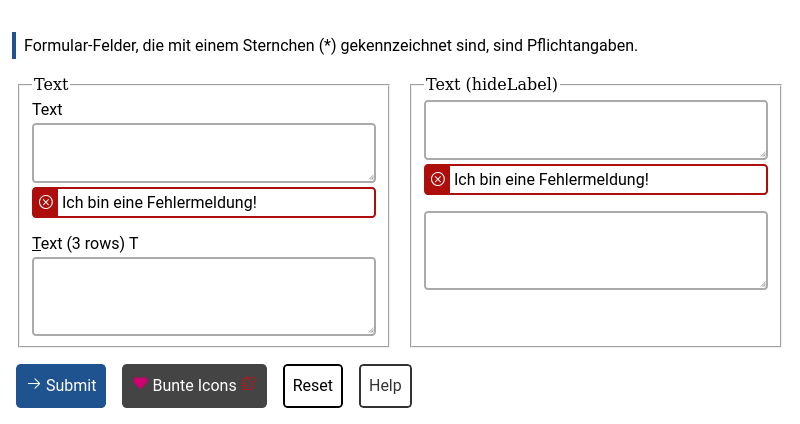 Formular-Felder, die mit einem Sternchen (*) gekennzeichnet sind, sind Pflichtangaben.
Text
Text
Ich bin eine Fehlermeldung!
Text (3 rows) T
Text (hideLabel)
Ich bin eine Fehlermeldung!
Submit
Bunte Icons
Reset
Help